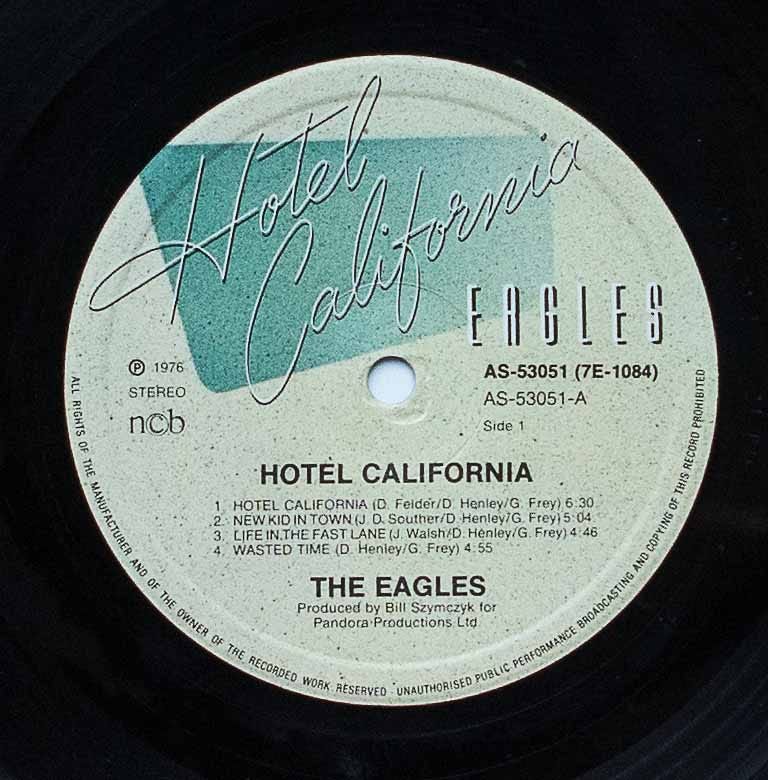 Hotel
California
EAGLES
℗ 1976
STEREO
ncb
AS-53051 (7E-1084)
AS-53051-A
Side 1
HOTEL CALIFORNIA
1. HOTEL CALIFORNIA (D. Felder/D. Henley/G. Frey) 6:30
2. NEW KID IN TOWN (J. D. Souther/D. Henley/G. Frey) 5:04
3. LIFE IN THE FAST LANE (J. Walsh/D. Henley/G. Frey) 4:46
4. WASTED TIME (D. Henley/G. Frey) 4:55
THE EAGLES
Produced by Bill Szymczyk for
Pandora Productions Ltd
ALL RIGHTS OF THE MANUFACTURER AND OF THE OWNER OF THE RECORDED WORK RESERVED · UNAUTHORISED PUBLIC PERFORMANCE BROADCASTING AND COPYING OF THIS RECORD PROHIBITED